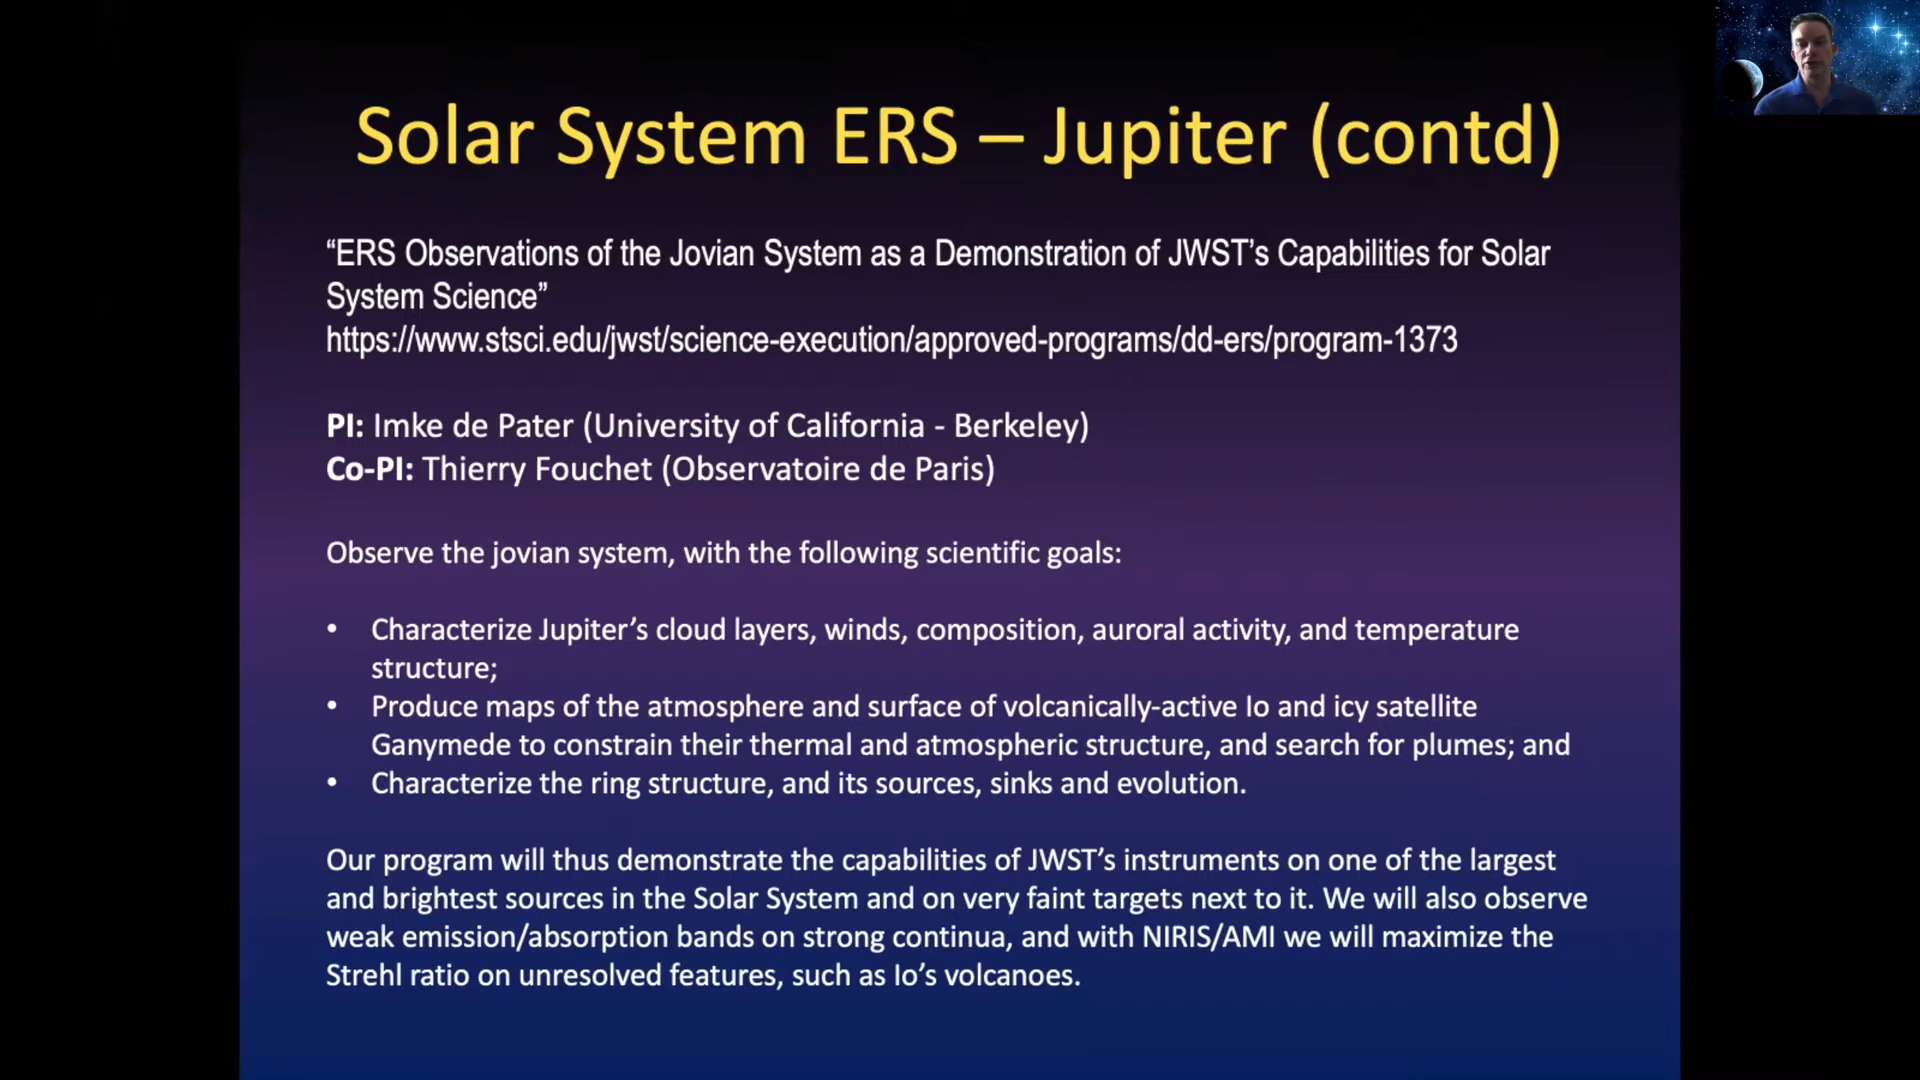 Solar System ERS – Jupiter (contd)
“ERS Observations of the Jovian System as a Demonstration of JWST’s Capabilities for Solar
System Science”
https://www.stsci.edu/jwst/science-execution/approved-programs/dd-ers/program-1373
PI: Imke de Pater (University of California - Berkeley)
Co-PI: Thierry Fouchet (Observatoire de Paris)
Observe the jovian system, with the following scientific goals:
• Characterize Jupiter’s cloud layers, winds, composition, auroral activity, and temperature
structure;
• Produce maps of the atmosphere and surface of volcanically-active Io and icy satellite
Ganymede to constrain their thermal and atmospheric structure, and search for plumes; and
• Characterize the ring structure, and its sources, sinks and evolution.
Our program will thus demonstrate the capabilities of JWST’s instruments on one of the largest
and brightest sources in the Solar System and on very faint targets next to it. We will also observe
weak emission/absorption bands on strong continua, and with NIRIS/AMI we will maximize the
Strehl ratio on unresolved features, such as Io’s volcanoes.